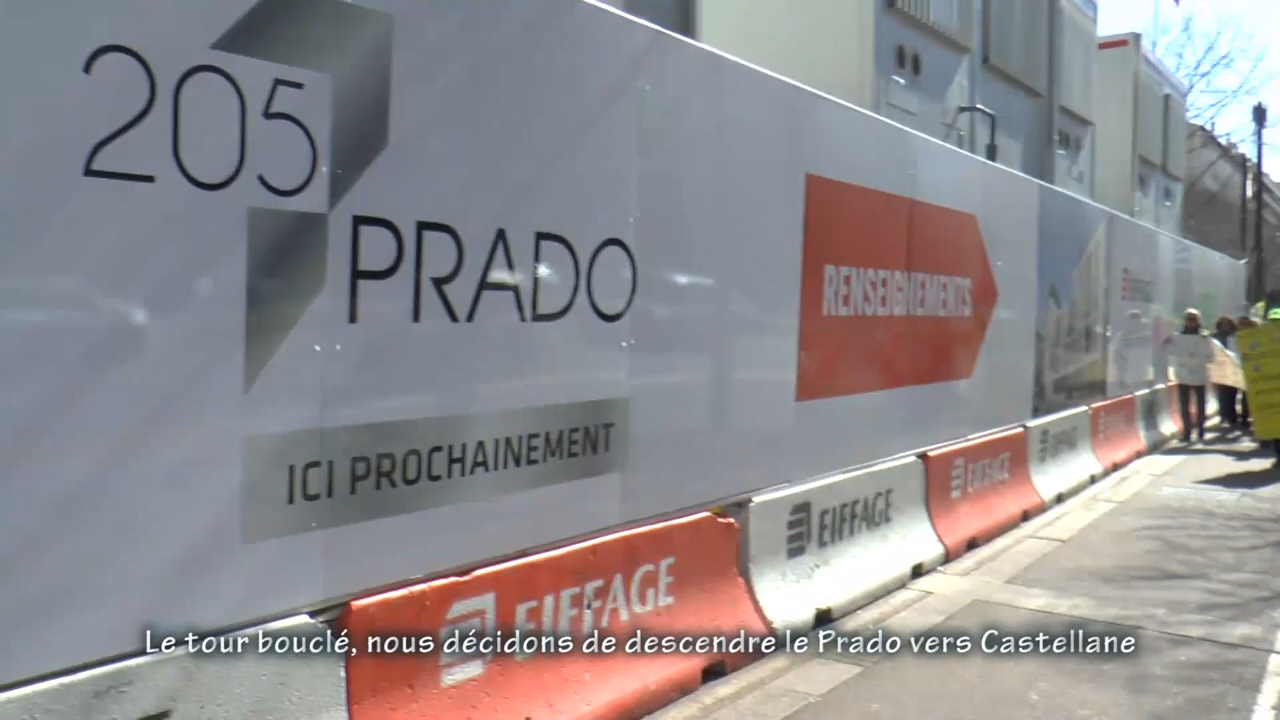 205
PRADO
ICI PROCHAINEMENT
RENSEIGNEMENTS
EIFFAGE
EIFFAGE
EIFFAGE
Le tour bouclé, nous décidons de descendre le Prado vers Castellane